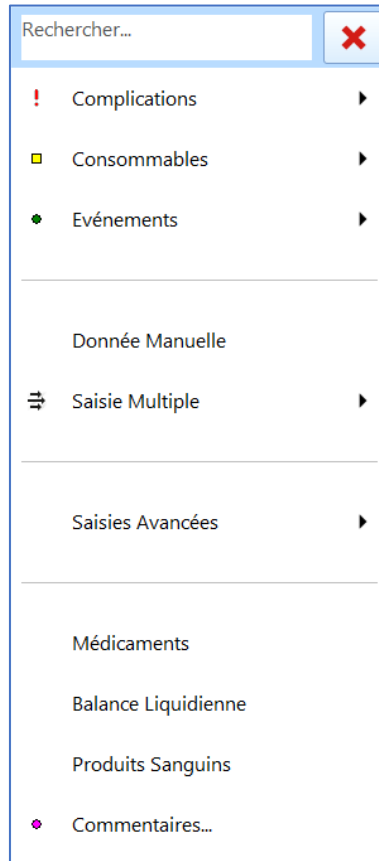 Rechercher...
Complications
Consommables
Evénements
Donnée Manuelle
Saisie Multiple
Saisies Avancées
Médicaments
Balance Liquidienne
Produits Sanguins
Commentaires...